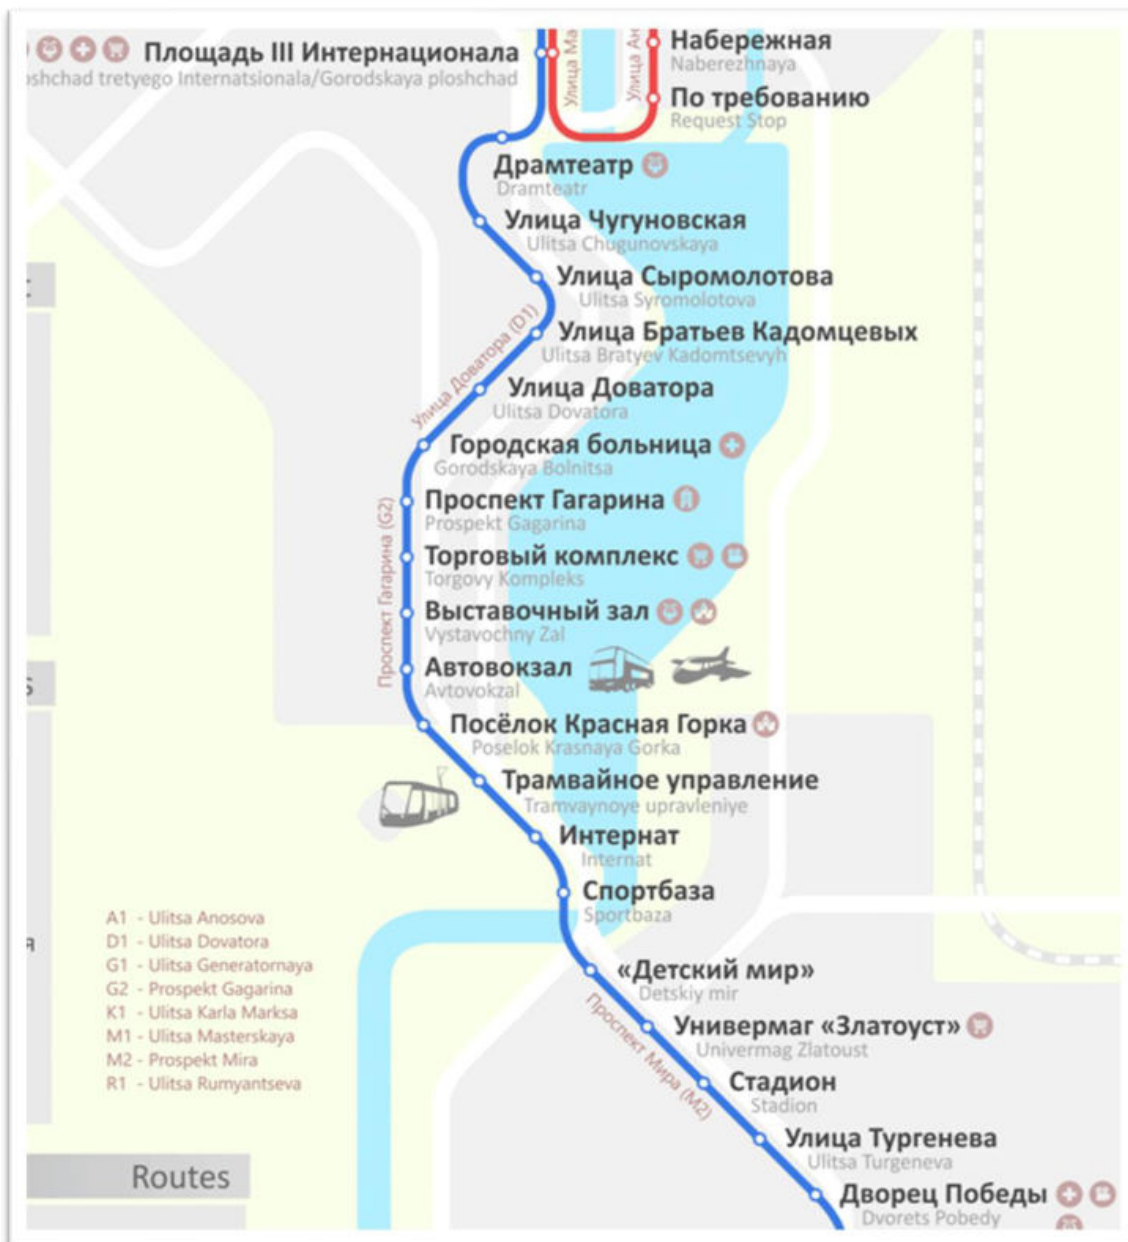 Площадь III Интернационала
oshchad tretyego Internatsionala/Gorodskaya ploshchad
Улица Ма
Улица Ан
Набережная
Naberezhnaya
По требованию
Request Stop
Драмтеатр
Dramteatr
Улица Чугуновская
Ulitsa Chugunovskaya
Улица Сыромолотова
Ulitsa Syromolotova
Улица Братьев Кадомцевых
Ulitsa Bratyev Kadomtsevyh
Улица Доватора (D1)
Улица Доватора
Ulitsa Dovatora
Городская больница
Gorodskaya Bolnitsa
Проспект Гагарина
Prospekt Gagarina
Проспект Гагарина (G2)
Торговый комплекс
Torgovy Kompleks
Выставочный зал
Vystavochny Zal
Автовокзал
Avtovokzal
S
Посёлок Красная Горка
Poselok Krasnaya Gorka
Трамвайное управление
Tramvaynoye upravleniye
Интернат
Internat
Спортбаза
Sportbaza
A1 - Ulitsa Anosova
D1 - Ulitsa Dovatora
G1 - Ulitsa Generatornaya
G2 - Prospekt Gagarina
K1 - Ulitsa Karla Marksa
M1 - Ulitsa Masterskaya
M2 - Prospekt Mira
R1 - Ulitsa Rumyantseva
я
«Детский мир»
Detskiy mir
Проспект Мира (M2)
Универмаг «Златоуст»
Univermag Zlatoust
Стадион
Stadion
Улица Тургенева
Ulitsa Turgeneva
Дворец Победы
Dvorets Pobedy
Routes